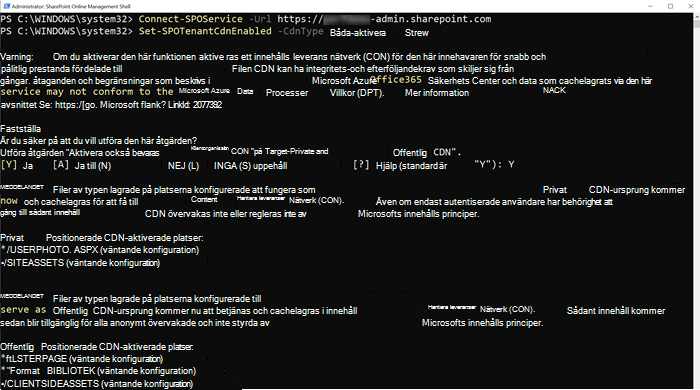 Administrator: SharePoint Online Management Shell
PS C:\WINDOWS\system32> Connect-SPOService -Url https://-admin.sharepoint.com
PS C:\WINDOWS\system32> Set-SPOTenantCdnEnabled -CdnType Båda-aktivera Strew
Varning: Om du aktiverar den här funktionen aktive ras ett innehålls leverans nätverk (CON) för den här innehavaren för snabb och
pålitlig prestanda för delade till Filen CDN kan ha integritets-och efterföljandekrav som skiljer sig från
gångar. åtaganden och begränsningar som beskrivs i Microsoft Azure Office365 Säkerhets Center och data som cachelagrats via den här
service may not conform to the Microsoft Azure Data Processer Villkor (DPT). Mer information NACK
avsnittet Se: https:/[go. Microsoft flank? LinkId: 2077392
Fastställa
Är du säker på att du vill utföra den här åtgärden?
Utföra åtgärden "Aktivera också bevaras Klientorganisation CON "på Target-Private and Offentlig CDN".
[Y] Ja [A] Ja till (N) NEJ (L) INGA (S) uppehåll [?] Hjälp (standard är "Y"): Y
MEDDELANDET Filer av typen lagrade på platserna konfigurerade att fungera som Privat CDN-ursprung kommer
now och cachelagras för att få till Content Hantera leveranser Nätverk (CON). Även om endast autentiserade användare har behörighet att
gång till sådant innehåll CDN övervakas inte eller regleras inte av Microsofts innehålls principer.
Privat Positionerade CDN-aktiverade platser:
*/USERPHOTO. ASPX (väntande konfiguration)
*/SITEASSETS (väntande konfiguration)
MEDDELANDET Filer av typen lagrade på platserna konfigurerade till
serve as Offentlig CDN-ursprung kommer nu att betjänas och cachelagras i innehåll Hantera leveranser Nätverk (CON). Sådant innehåll kommer
sedan blir tillgänglig för alla anonymt övervakade och inte styrda av Microsofts innehålls principer.
Offentlig Positionerade CDN-aktiverade platser:
*ftLSTERPAGE (väntande konfiguration)
*"Format BIBLIOTEK (väntande konfiguration)
*/CLIENTSIDEASSETS (väntande konfiguration)